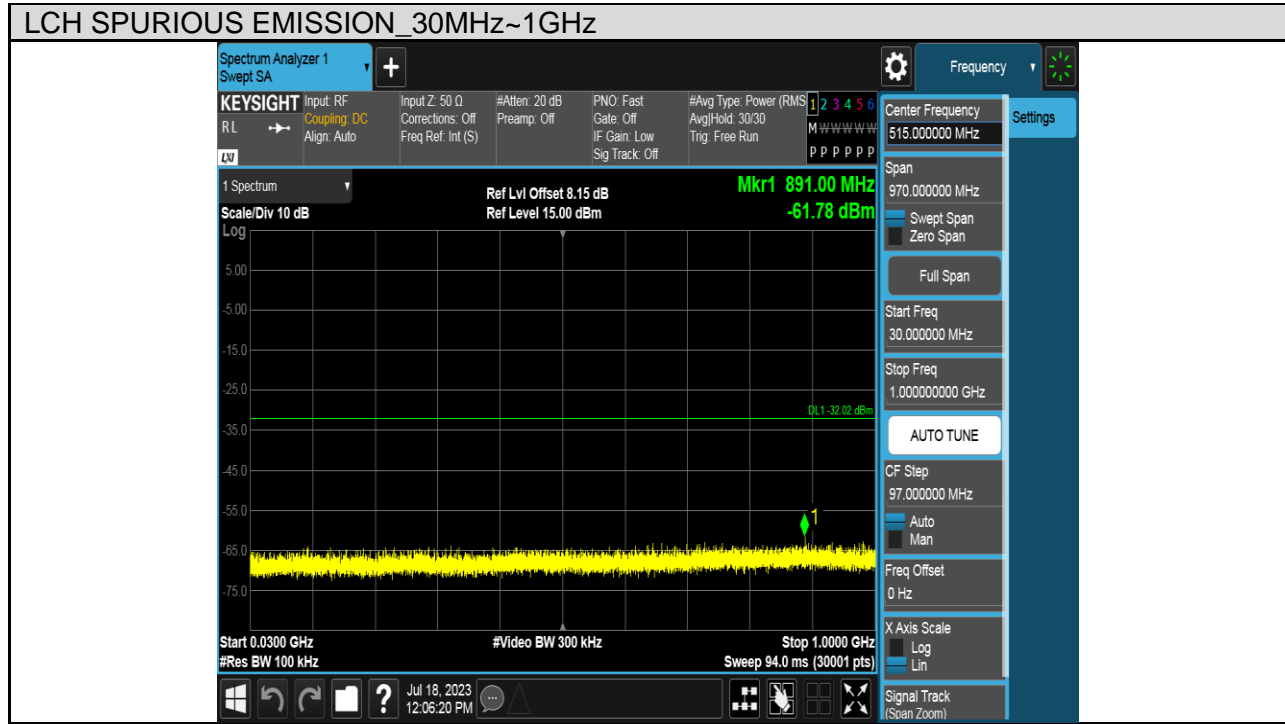 LCH SPURIOUS EMISSION_30MHz~1GHz
Spectrum Analyzer 1
Swept SA
+
Frequency
KEYSIGHT
RL
LXI
Input: RF
Coupling: DC
Align: Auto
Input Z: 50 Ω
Corrections: Off
Freq Ref: Int (S)
#Atten: 20 dB
Preamp: Off
PNO: Fast
Gate: Off
IF Gain: Low
Sig Track: Off
#Avg Type: Power (RMS
Avg|Hold: 30/30
Trig: Free Run
1 2 3 4 5 6
M W W W W W
P P P P P P
1 Spectrum
Scale/Div 10 dB
Ref Lvl Offset 8.15 dB
Ref Level 15.00 dBm
Mkr1 891.00 MHz
-61.78 dBm
Log
5.00
-5.00
-15.0
-25.0
DL1 -32.02 dBm
-35.0
-45.0
-55.0
1
-65.0
-75.0
Start 0.0300 GHz
#Res BW 100 kHz
#Video BW 300 kHz
Stop 1.0000 GHz
Sweep 94.0 ms (30001 pts)
?
Jul 18, 2023
12:06:20 PM
Center Frequency
515.000000 MHz
Settings
Span
970.000000 MHz
Swept Span
Zero Span
Full Span
Start Freq
30.000000 MHz
Stop Freq
1.000000000 GHz
AUTO TUNE
CF Step
97.000000 MHz
Auto
Man
Freq Offset
0 Hz
X Axis Scale
Log
Lin
Signal Track
(Span Zoom)